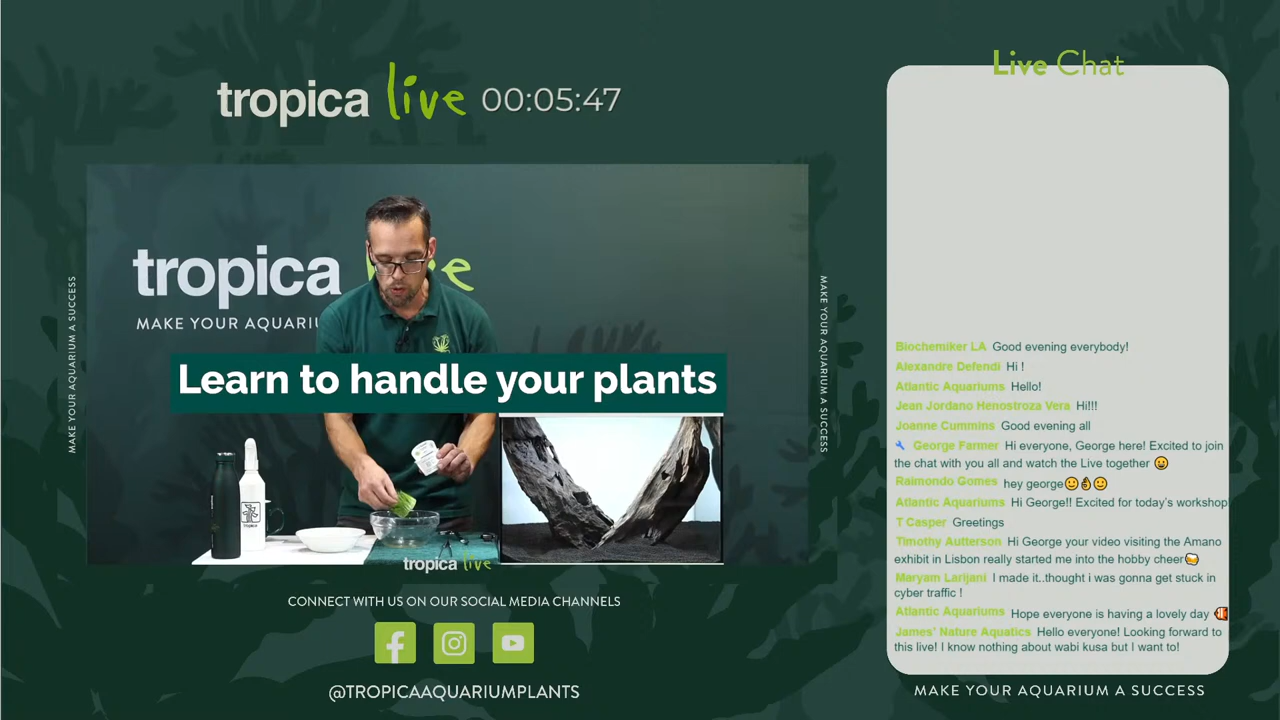 tropica live 00:05:47
Live Chat
tropica
MAKE YOUR AQUARIU
MAKE YOUR AQUARIUM A SUCCESS
MAKE YOUR AQUARIUM A SUCCESS
Learn to handle your plants
tropica
tropica live
CONNECT WITH US ON OUR SOCIAL MEDIA CHANNELS
@TROPICAAQUARIUMPLANTS
Biochemiker LA Good evening everybody!
Alexandre Defendi Hi !
Atlantic Aquariums Hello!
Jean Jordano Henostroza Vera Hi!!!
Joanne Cummins Good evening all
George Farmer Hi everyone, George here! Excited to join
the chat with you all and watch the Live together 😀
Raimondo Gomes hey george🙂👌🙂
Atlantic Aquariums Hi George!! Excited for today's workshop
T Casper Greetings
Timothy Autterson Hi George your video visiting the Amano
exhibit in Lisbon really started me into the hobby cheer🍻
Maryam Larijani I made it..thought i was gonna get stuck in
cyber traffic !
Atlantic Aquariums Hope everyone is having a lovely day 🐠
James' Nature Aquatics Hello everyone! Looking forward to
this live! I know nothing about wabi kusa but I want to!
MAKE YOUR AQUARIUM A SUCCESS